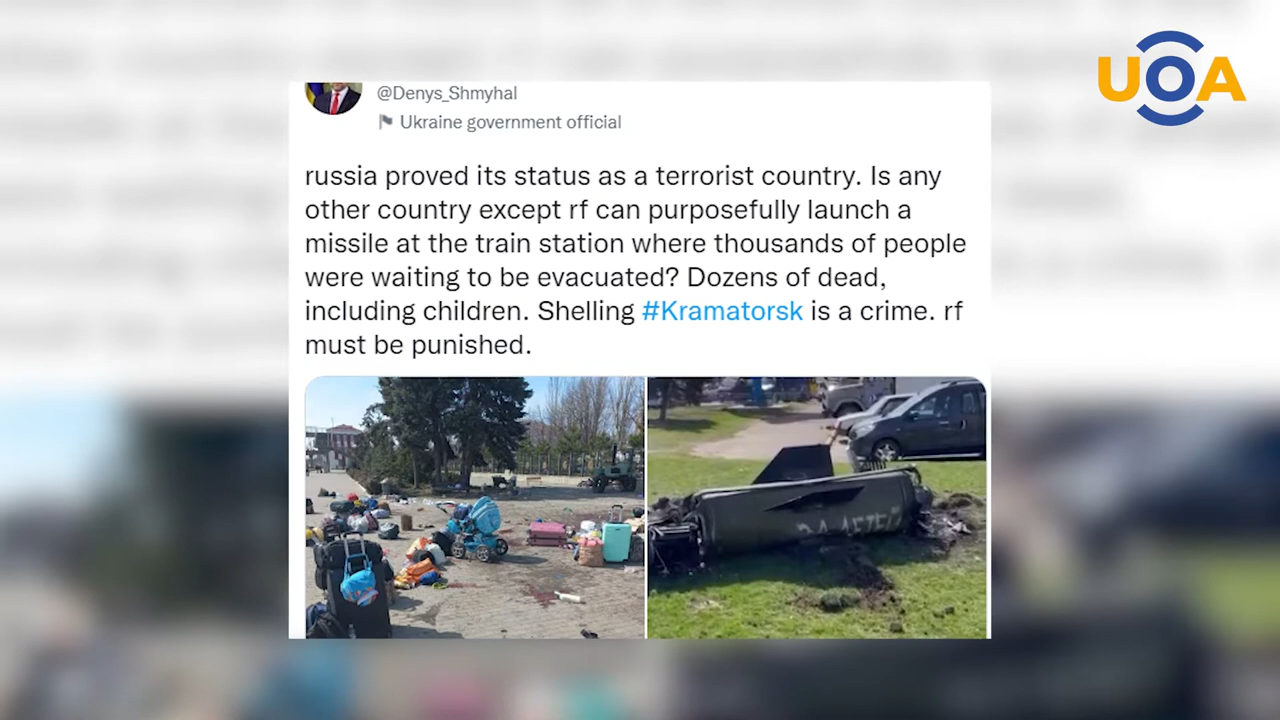 UOA
@Denys_Shmyhal
Ukraine government official
russia proved its status as a terrorist country. Is any
other country except rf can purposefully launch a
missile at the train station where thousands of people
were waiting to be evacuated? Dozens of dead,
including children. Shelling #Kramatorsk is a crime. rf
must be punished.
ЗА ДЕТЕЙ